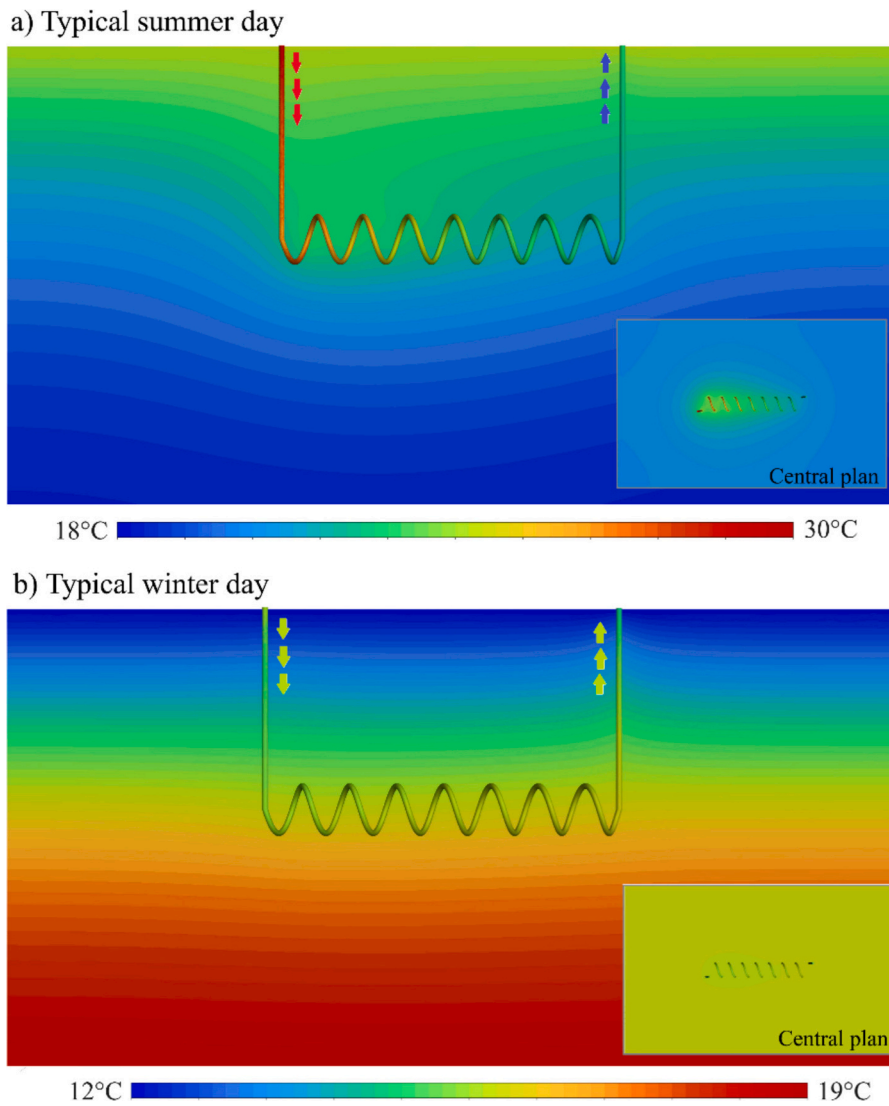 a) Typical summer day
Central plan
18°C
30°C
b) Typical winter day
Central plan
12°C
19°C